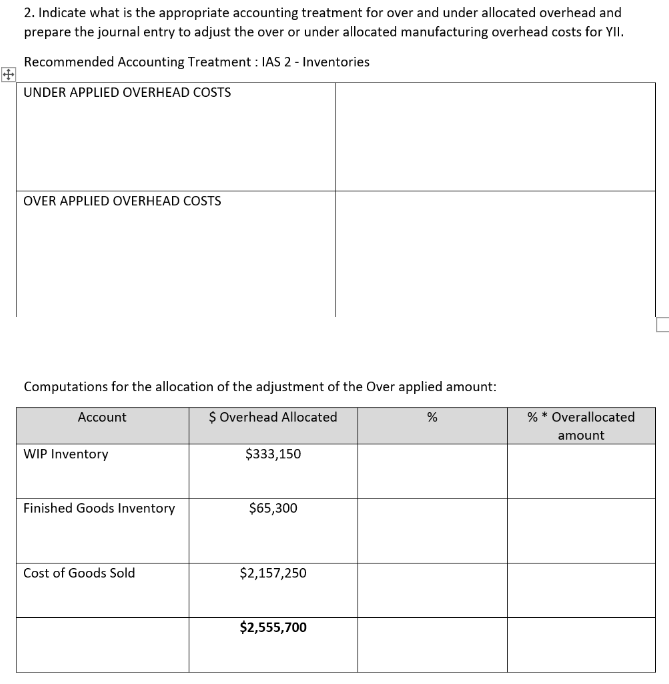 2. Indicate what is the appropriate accounting treatment for over and under allocated overhead and
prepare the journal entry to adjust the over or under allocated manufacturing overhead costs for YII.
Recommended Accounting Treatment : IAS 2 - Inventories
UNDER APPLIED OVERHEAD COSTS
OVER APPLIED OVERHEAD COSTS
Computations for the allocation of the adjustment of the Over applied amount:
Account $ Overhead Allocated % % * Overallocated
amount
WIP Inventory $333,150
Finished Goods Inventory $65,300
Cost of Goods Sold $2,157,250
$2,555,700